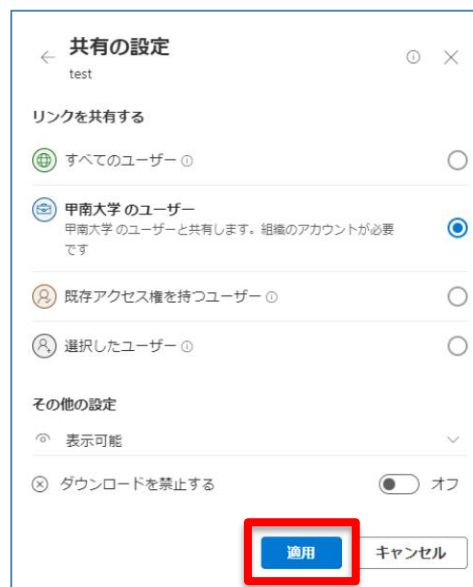 共有の設定
test
リンクを共有する
すべてのユーザー
甲南大学 のユーザー
甲南大学 のユーザーと共有します。組織のアカウントが必要
です
既存アクセス権を持つユーザー
選択したユーザー
その他の設定
表示可能
ダウンロードを禁止する オフ
適用 キャンセル